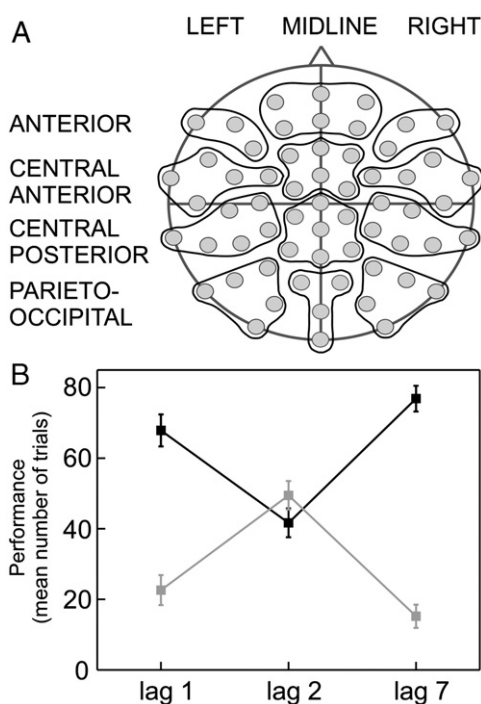 A
LEFT MIDLINE RIGHT
ANTERIOR
CENTRAL
ANTERIOR
CENTRAL
POSTERIOR
PARIETO-
OCCIPITAL
B
Performance
(mean number of trials)
80
60
40
20
0
lag 1 lag 2 lag 7